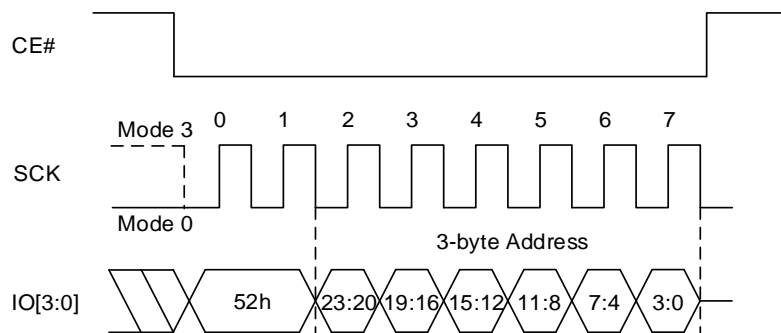 CE#
Mode 3
0 1 2 3 4 5 6 7
SCK
Mode 0
3-byte Address
IO[3:0]
52h 23:20 19:16 15:12 11:8 7:4 3:0